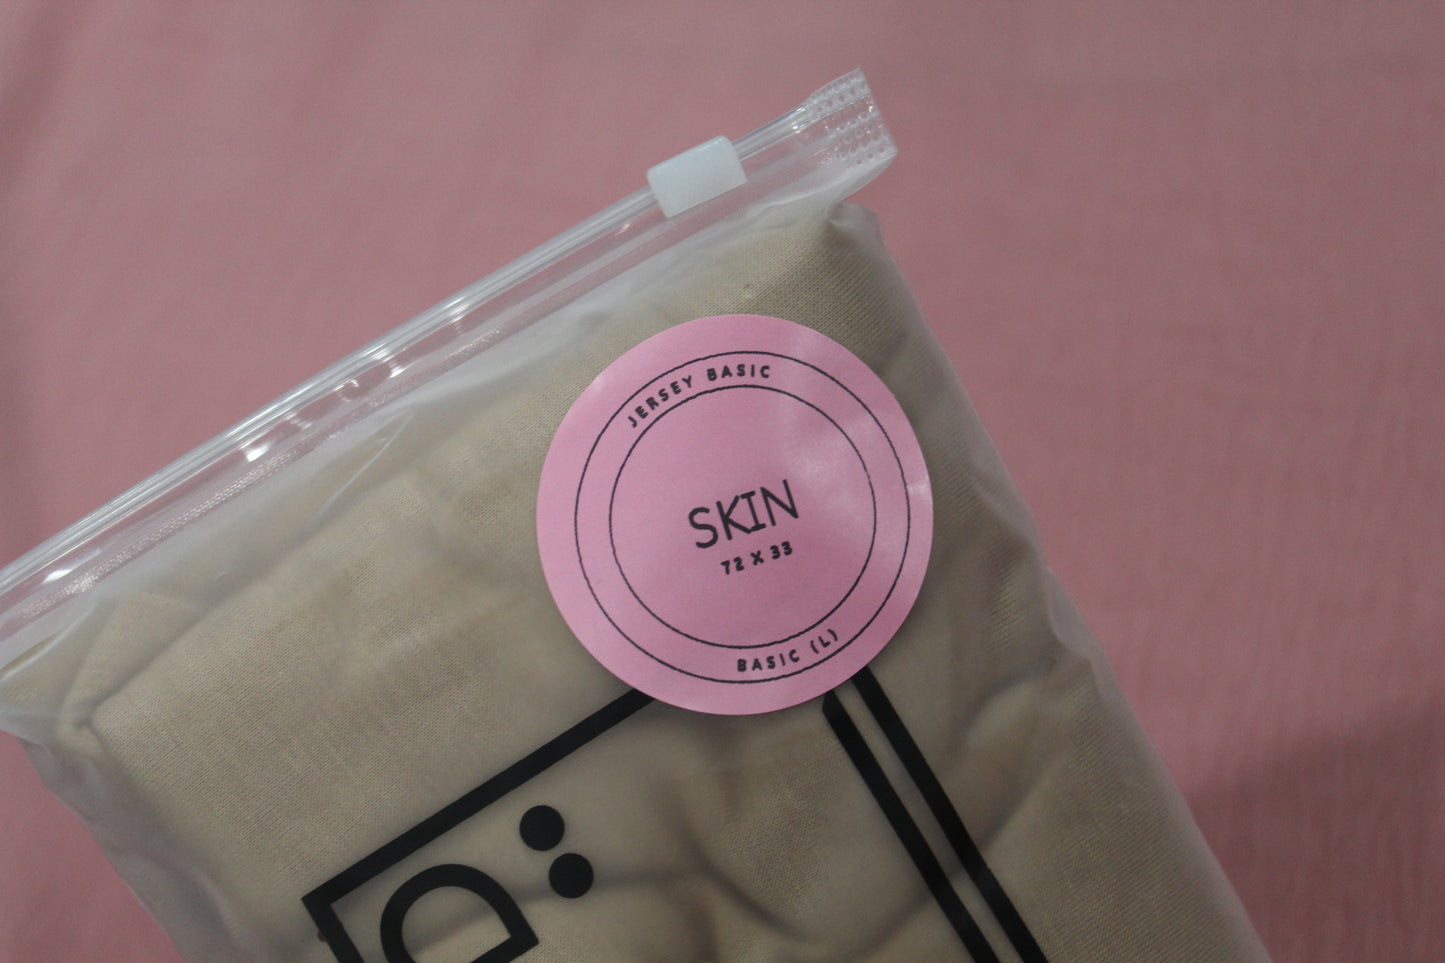 JERSEY BASIC
SKIN
72 X 33
BASIC (L)